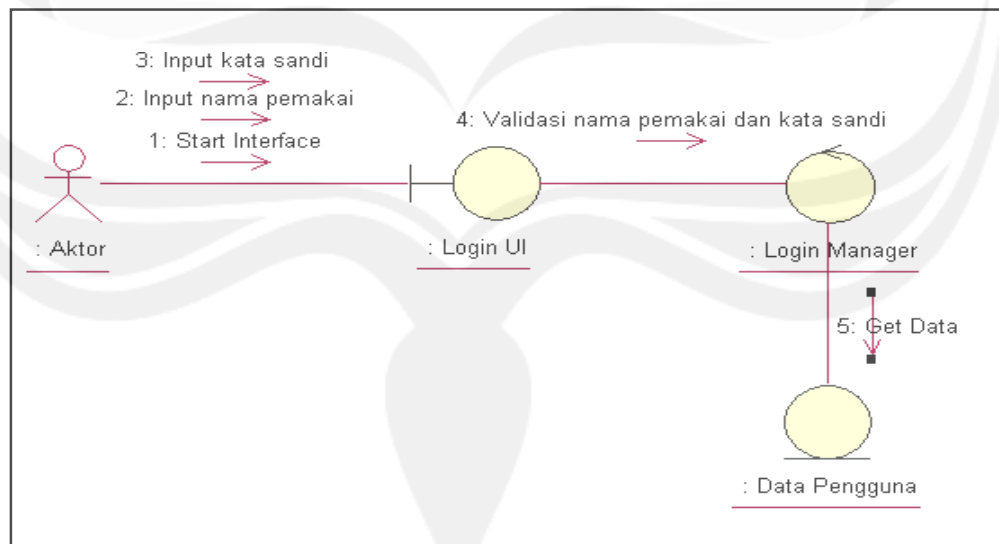 3: Input kata sandi
2: Input nama pemakai
1: Start Interface
4: Validasi nama pemakai dan kata sandi
: Aktor
: Login UI
: Login Manager
5: Get Data
: Data Pengguna